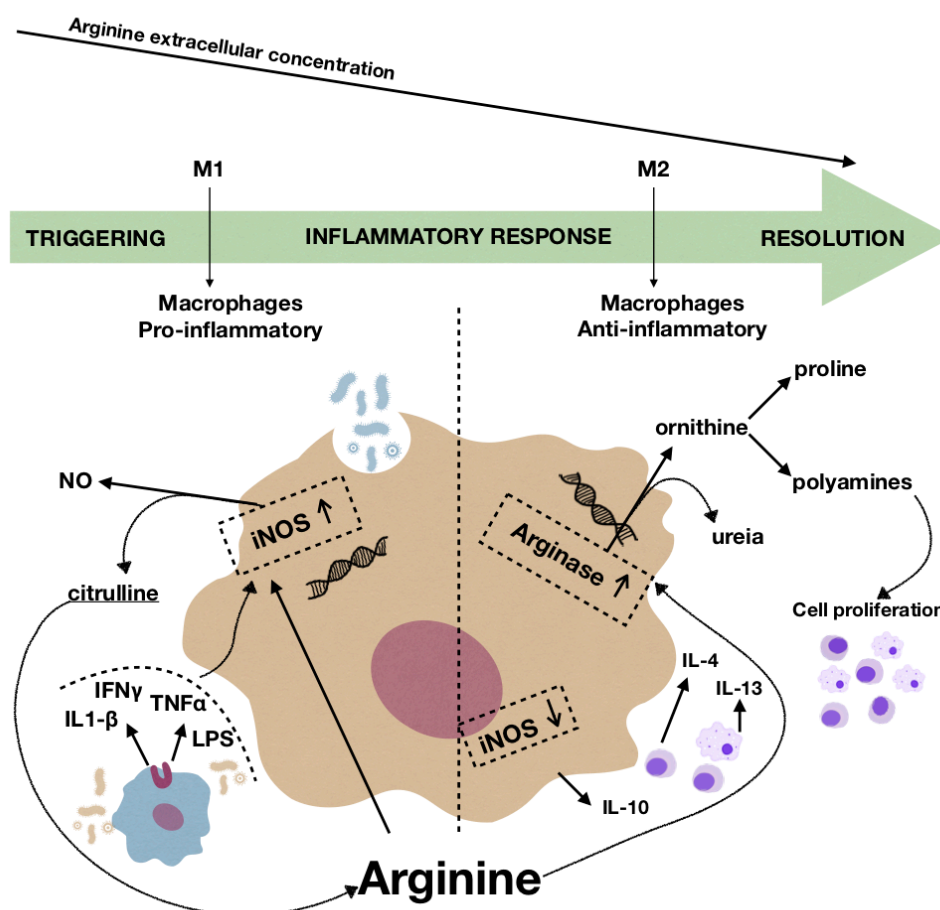 Arginine extracellular concentration
M1
M2
TRIGGERING
INFLAMMATORY RESPONSE
RESOLUTION
Macrophages
Pro-inflammatory
Macrophages
Anti-inflammatory
proline
ornithine
polyamines
ureia
Cell proliferation
NO
iNOS ↑
citrulline
Arginase ↑
IFNγ
TNFα
IL1-β
LPS
IL-4
IL-13
iNOS ↓
IL-10
Arginine